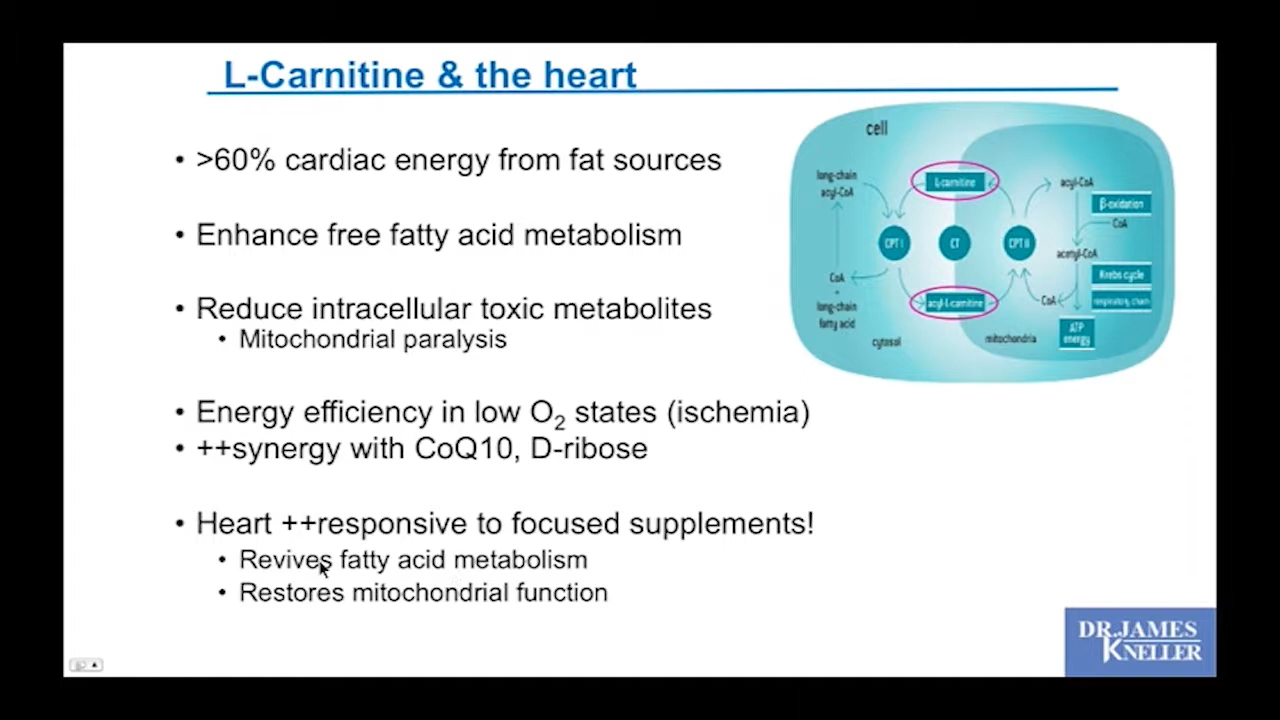 L-Carnitine & the heart
• >60% cardiac energy from fat sources
• Enhance free fatty acid metabolism
• Reduce intracellular toxic metabolites
• Mitochondrial paralysis
• Energy efficiency in low O₂ states (ischemia)
• ++synergy with CoQ10, D-ribose
• Heart ++responsive to focused supplements!
• Revives fatty acid metabolism
• Restores mitochondrial function
cell
long-chain
acyl-CoA
L-carnitine
acyl-CoA
β-oxidation
CoA
CPT I
CT
CPT II
acetyl-CoA
CoA
+
long-chain
fatty acid
acyl-L-carnitine
CoA
Krebs cycle
respiratory chain
ATP
energy
cytosol
mitochondria
DR. JAMES
KNELLER